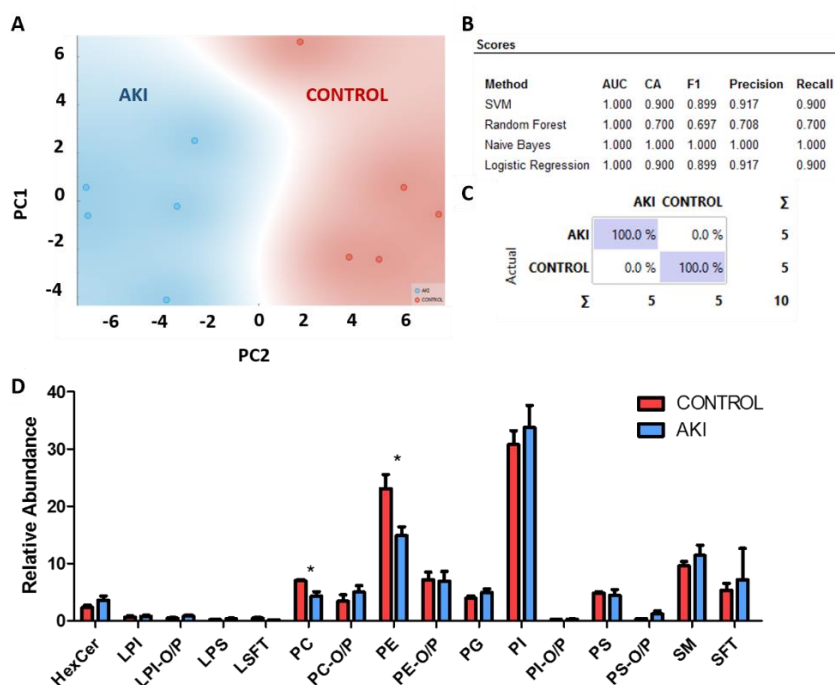 A
6
4
2
0
-2
-4
PC1
AKI
CONTROL
AKI
CONTROL
-6 -4 -2 0 2 4 6
PC2
B
Scores
Method AUC CA F1 Precision Recall
SVM 1.000 0.900 0.899 0.917 0.900
Random Forest 1.000 0.700 0.697 0.708 0.700
Naive Bayes 1.000 1.000 1.000 1.000 1.000
Logistic Regression 1.000 0.900 0.899 0.917 0.900
C
AKI CONTROL Σ
Actual
AKI 100.0 % 0.0 % 5
CONTROL 0.0 % 100.0 % 5
Σ 5 5 10
D
Relative Abundance
40
30
20
10
0
CONTROL
AKI
*
*
HexCer
LPI
LPI-O/P
LPS
LSFT
PC
PC-O/P
PE
PE-O/P
PG
PI
PI-O/P
PS
PS-O/P
SM
SFT